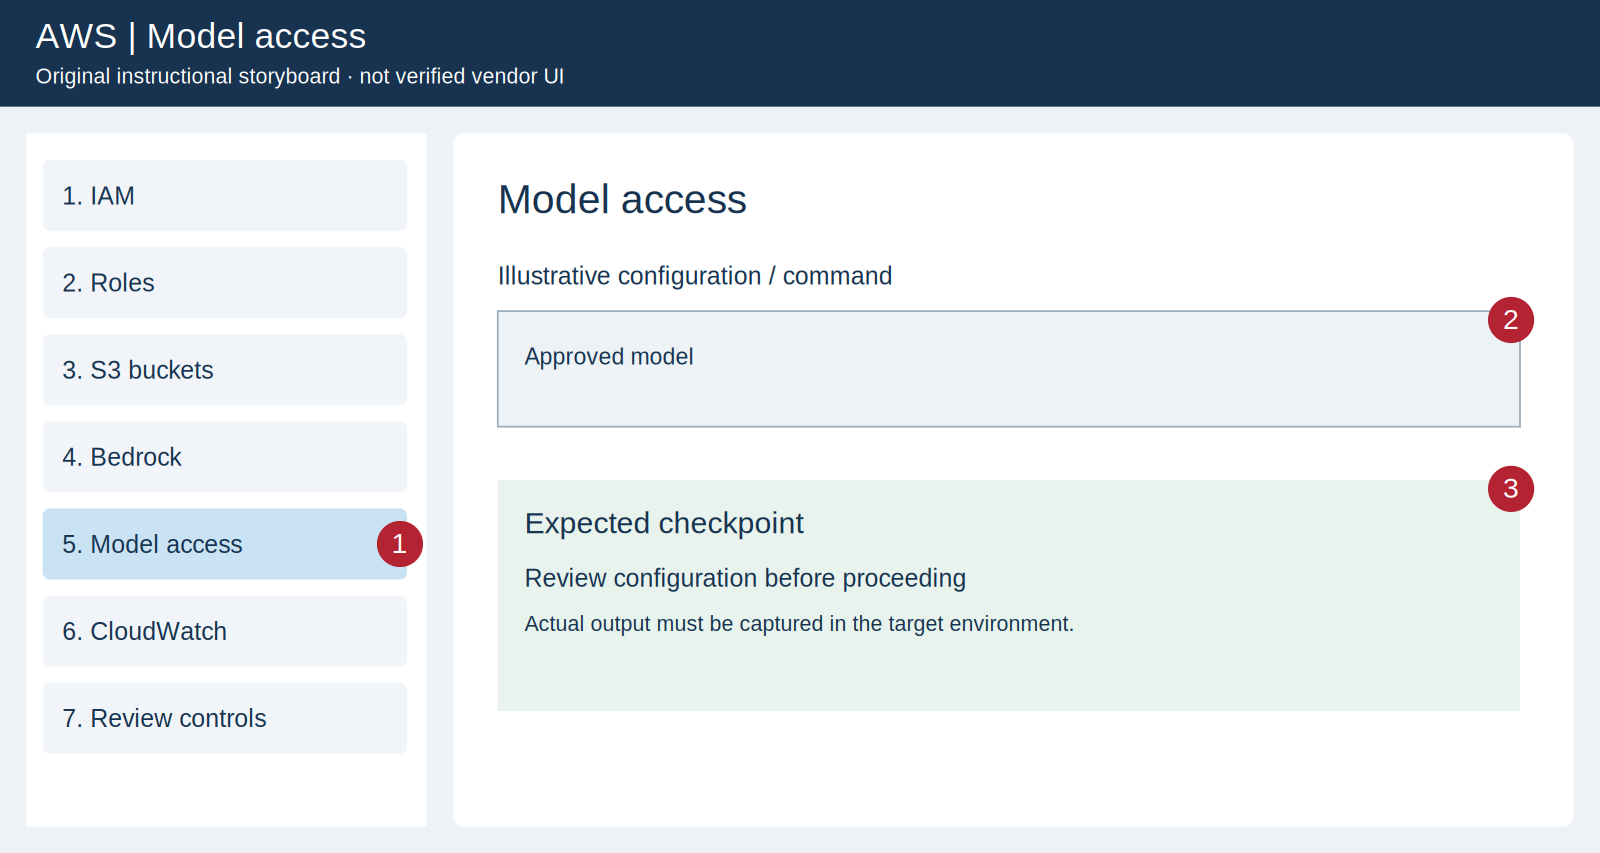 AWS | Model access
Original instructional storyboard · not verified vendor UI
1. IAM
2. Roles
3. S3 buckets
4. Bedrock
5. Model access
1
6. CloudWatch
7. Review controls
Model access
Illustrative configuration / command
2
Approved model
3
Expected checkpoint
Review configuration before proceeding
Actual output must be captured in the target environment.